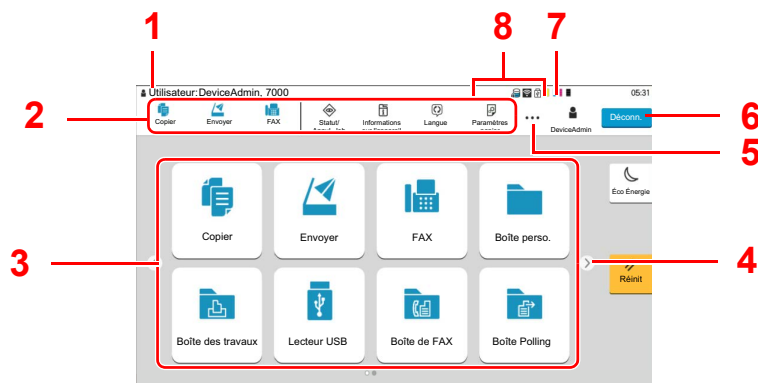 1
8
7
Utilisateur:DeviceAdmin, 7000
05:31
2
Copier
Envoyer
FAX
Statut/
Informations
Langue
Paramètres
DeviceAdmin
Déconn.
6
5
Éco Énergie
Copier
Envoyer
FAX
Boîte perso.
3
4
Réinit
Boîte des travaux
Lecteur USB
Boîte de FAX
Boîte Polling